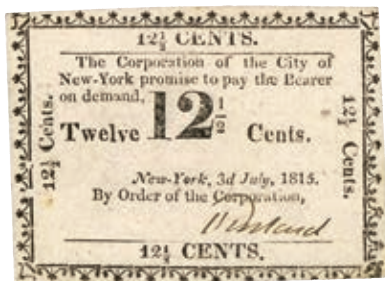 12½ CENTS.
The Corporation of the City of
New-York promise to pay the Bearer
on demand,
Twelve 12½ Cents.
New-York, 3d July, 1815.
By Order of the Corporation,
12½ CENTS.
12½ Cents.
12½ Cents.